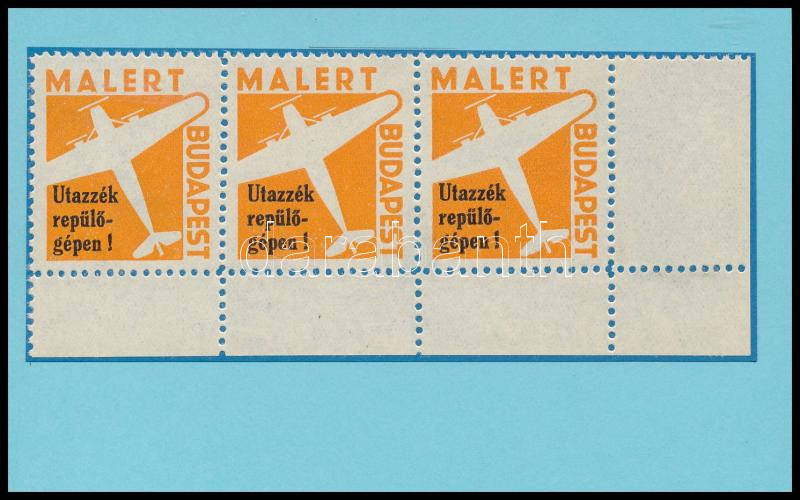 MALERT
BUDAPEST
Utazzék
repülő-
gépen !
MALERT
BUDAPEST
Utazzék
repülő-
gépen !
MALERT
BUDAPEST
Utazzék
repülő-
gépen !
darabanth